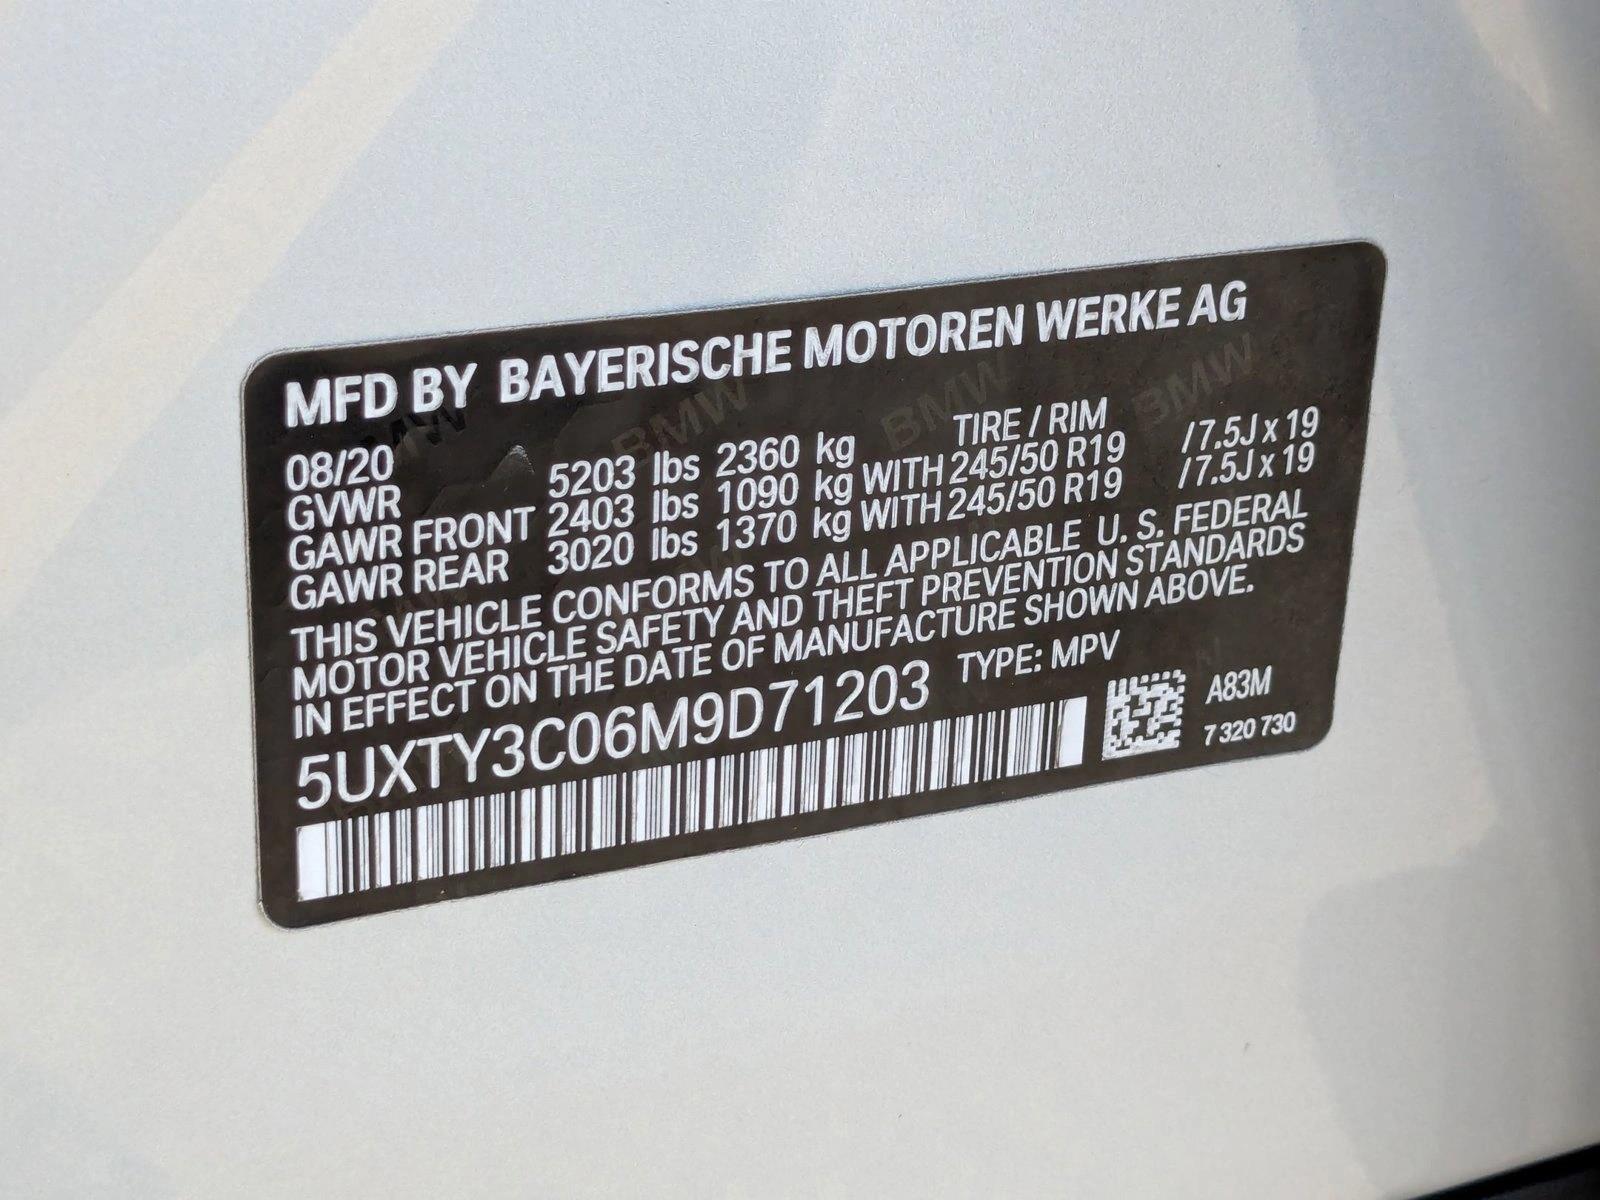 MFD BY BAYERISCHE MOTOREN WERKE AG
08/20 TIRE / RIM
GVWR 5203 lbs 2360 kg
GAWR FRONT 2403 lbs 1090 kg WITH 245/50 R19 /7.5J x 19
GAWR REAR 3020 lbs 1370 kg WITH 245/50 R19 /7.5J x 19
THIS VEHICLE CONFORMS TO ALL APPLICABLE U. S. FEDERAL
MOTOR VEHICLE SAFETY AND THEFT PREVENTION STANDARDS
IN EFFECT ON THE DATE OF MANUFACTURE SHOWN ABOVE.
5UXTY3C06M9D71203 TYPE: MPV
A83M
7 320 730